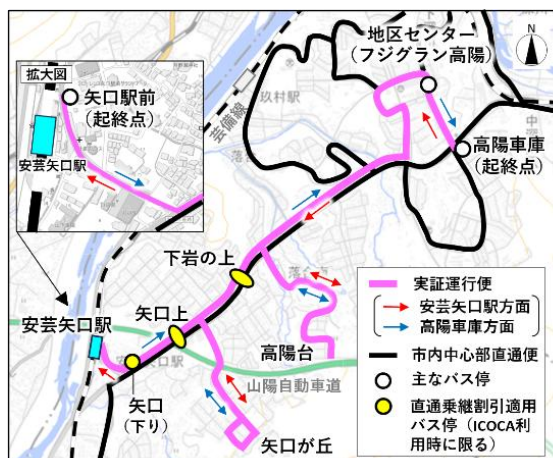 拡大図
矢口駅前
(起終点)
安芸矢口駅
地区センター
(フジグラン高陽)
N
玖村駅
芸備線
高陽車庫
(起終点)
下岩の上
矢口上
安芸矢口駅
高陽台
山陽自動車道
矢口
(下り)
矢口が丘
実証運行便
安芸矢口駅方面
高陽車庫方面
市内中心部直通便
主なバス停
直通乗継割引適用
バス停(ICOCA利
用時に限る)